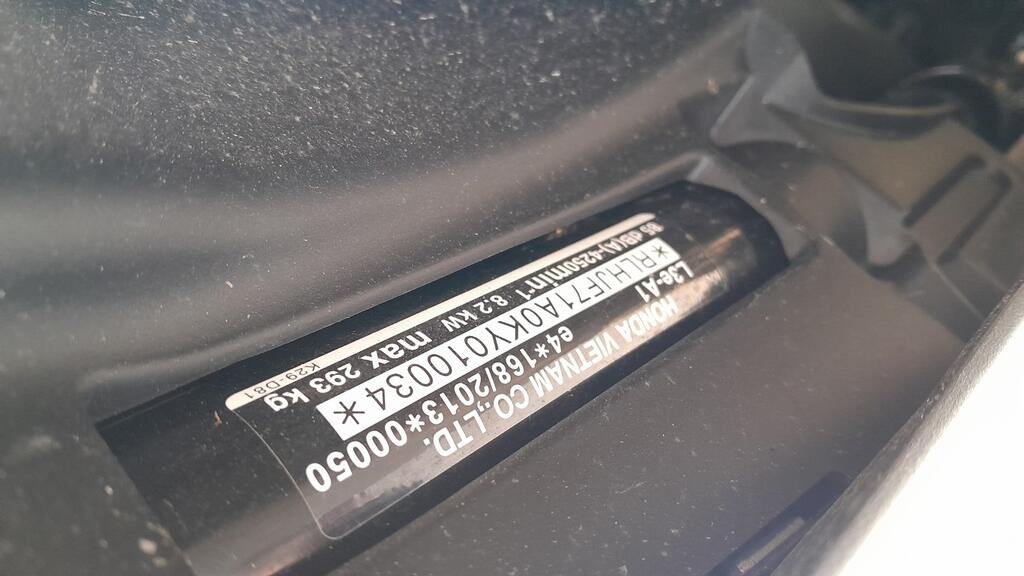 HONDA VIETNAM CO.,LTD.
L3e-A1 e4*168/2013*00050
*RLHJF71A0KY010034*
85 dB(A)-4250min⁻¹ 8.2 kW max 293 kg
K29-D81